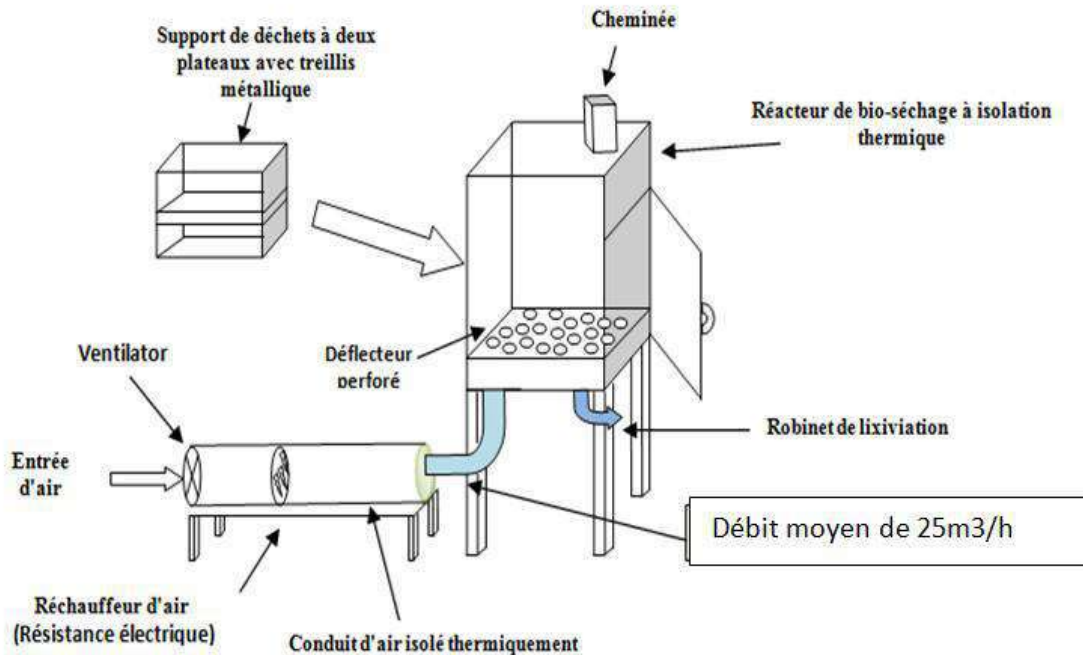 Cheminée
Support de déchets à deux
plateaux avec treillis
métallique
Réacteur de bio-séchage à isolation
thermique
Ventilator
Déflecteur
perforé
Robinet de lixiviation
Entrée
d'air
Débit moyen de 25m3/h
Réchauffeur d'air
(Résistance électrique)
Conduit d'air isolé thermiquement